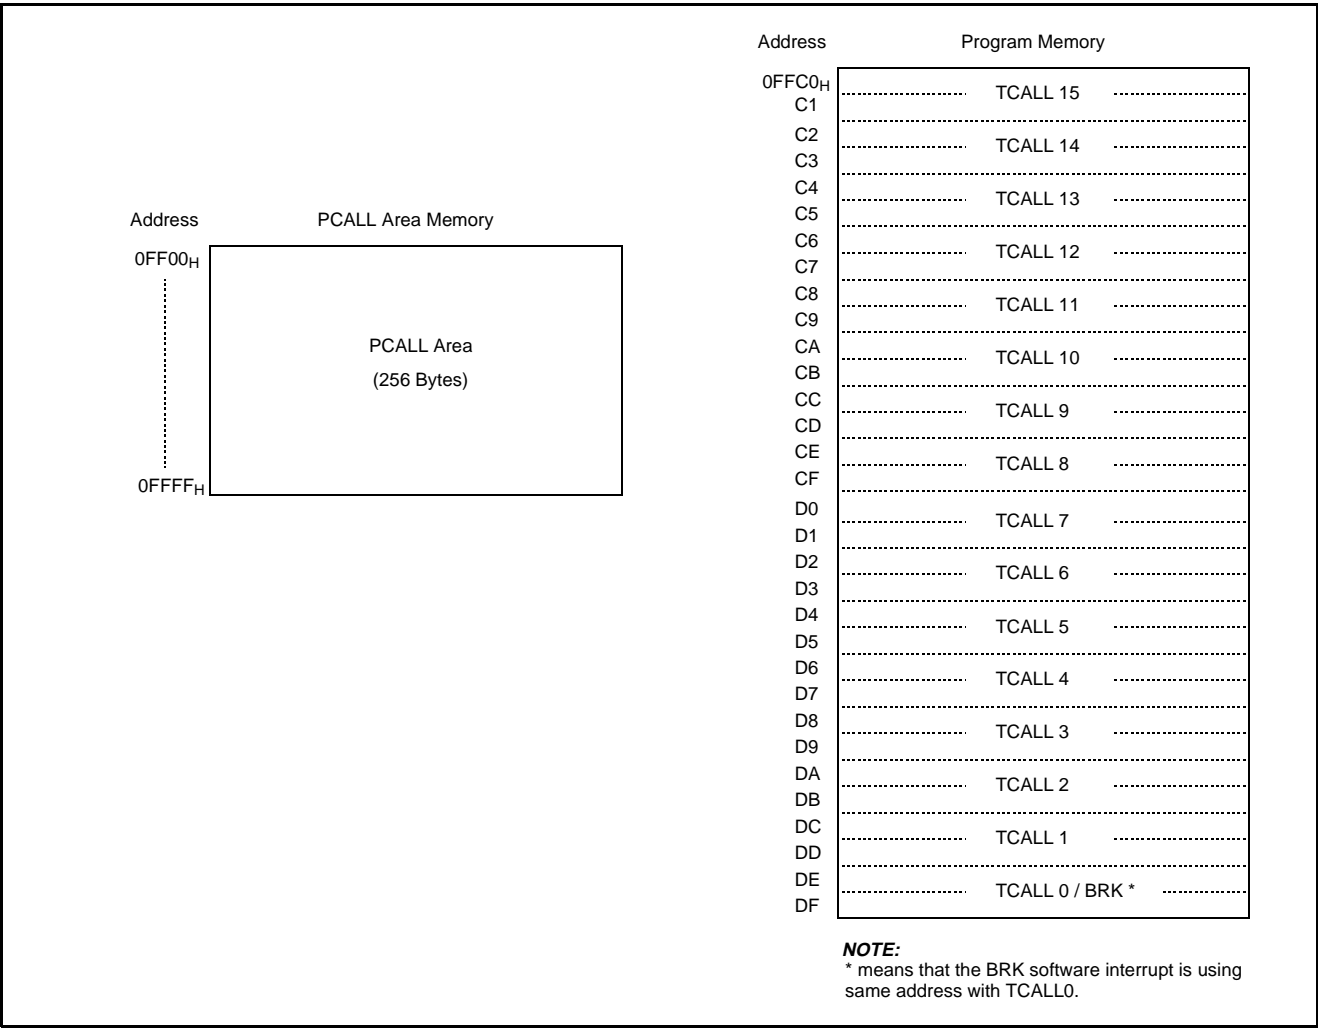 Address PCALL Area Memory
0FF00H
PCALL Area
(256 Bytes)
0FFFFH
Address Program Memory
0FFC0H
TCALL 15
C1
C2
TCALL 14
C3
C4
TCALL 13
C5
C6
TCALL 12
C7
C8
TCALL 11
C9
CA
TCALL 10
CB
CC
TCALL 9
CD
CE
TCALL 8
CF
D0
TCALL 7
D1
D2
TCALL 6
D3
D4
TCALL 5
D5
D6
TCALL 4
D7
D8
TCALL 3
D9
DA
TCALL 2
DB
DC
TCALL 1
DD
DE
TCALL 0 / BRK *
DF
NOTE:
* means that the BRK software interrupt is using
same address with TCALL0.